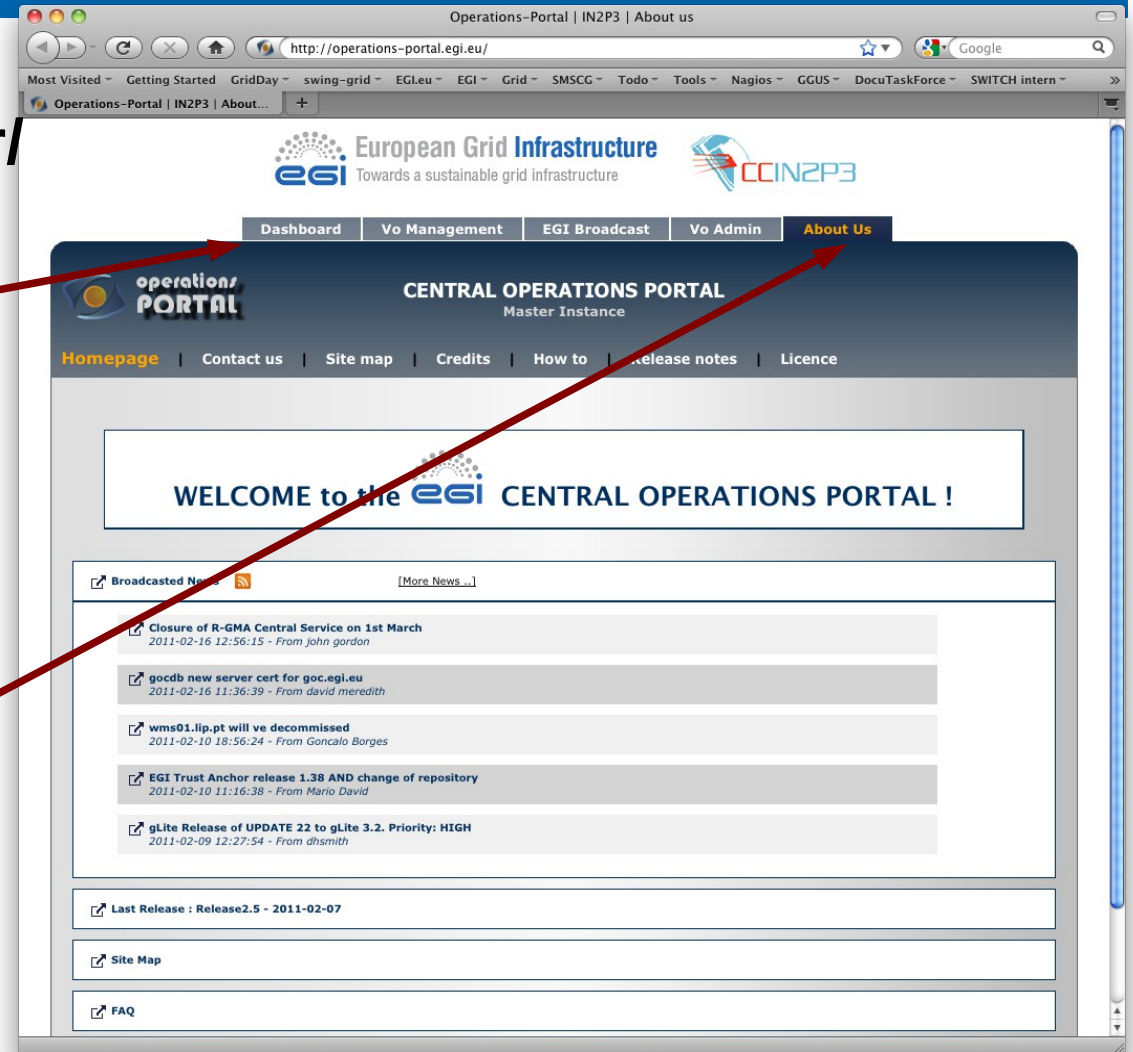 Operations-Portal | IN2P3 | About us
http://operations-portal.egi.eu/
Google
Most Visited Getting Started GridDay swing-grid EGI.eu EGI Grid SMSCG Todo Tools Nagios GGUS DocuTaskForce SWITCH intern »
Operations-Portal | IN2P3 | About... +
r/
egi European Grid Infrastructure
Towards a sustainable grid infrastructure
CCIN2P3
Dashboard Vo Management EGI Broadcast Vo Admin About Us
operations PORTAL
CENTRAL OPERATIONS PORTAL
Master Instance
Homepage | Contact us | Site map | Credits | How to | Release notes | Licence
WELCOME to the egi CENTRAL OPERATIONS PORTAL !
Broadcasted News [More News ..]
Closure of R-GMA Central Service on 1st March
2011-02-16 12:56:15 - From john gordon
gocdb new server cert for goc.egi.eu
2011-02-16 11:36:39 - From david meredith
wms01.lip.pt will ve decommissed
2011-02-10 18:56:24 - From Goncalo Borges
EGI Trust Anchor release 1.38 AND change of repository
2011-02-10 11:16:38 - From Mario David
gLite Release of UPDATE 22 to gLite 3.2. Priority: HIGH
2011-02-09 12:27:54 - From dhsmith
Last Release : Release2.5 - 2011-02-07
Site Map
FAQ